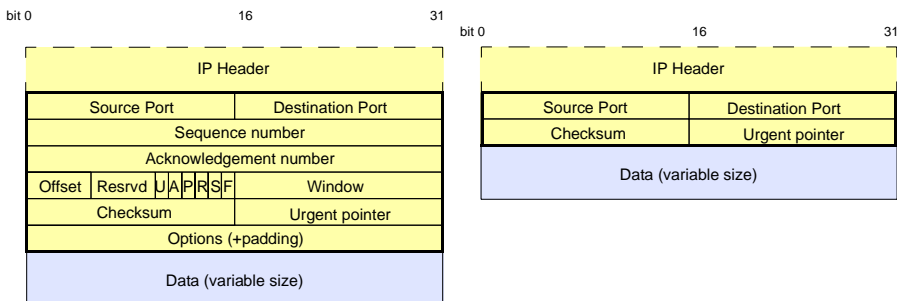 bit 0 16 31
IP Header
Source Port Destination Port
Sequence number
Acknowledgement number
Offset Resrvd U A P R S F Window
Checksum Urgent pointer
Options (+padding)
Data (variable size)
bit 0 16 31
IP Header
Source Port Destination Port
Checksum Urgent pointer
Data (variable size)